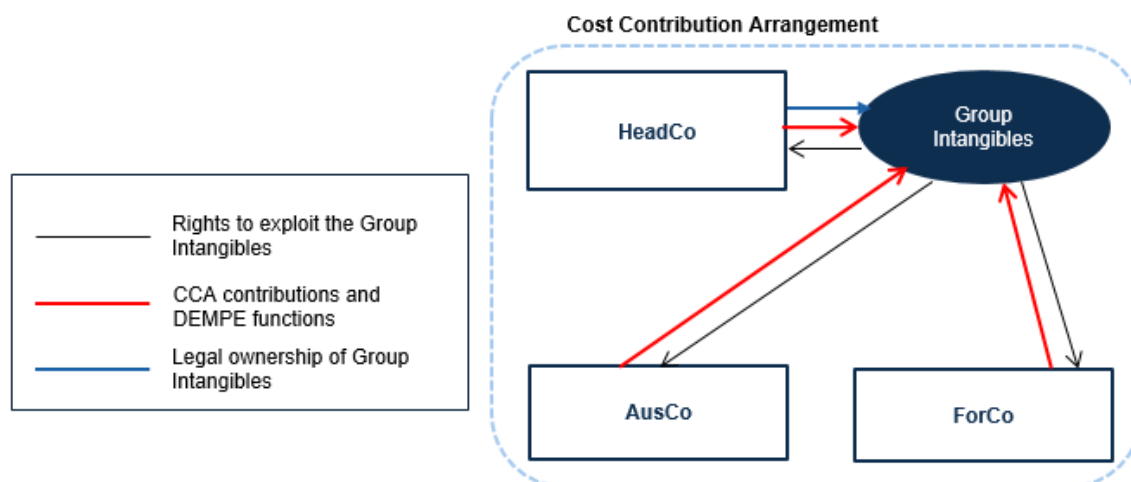 Cost Contribution Arrangement
HeadCo
Group
Intangibles
Rights to exploit the Group
Intangibles
CCA contributions and
DEMPE functions
Legal ownership of Group
Intangibles
AusCo
ForCo